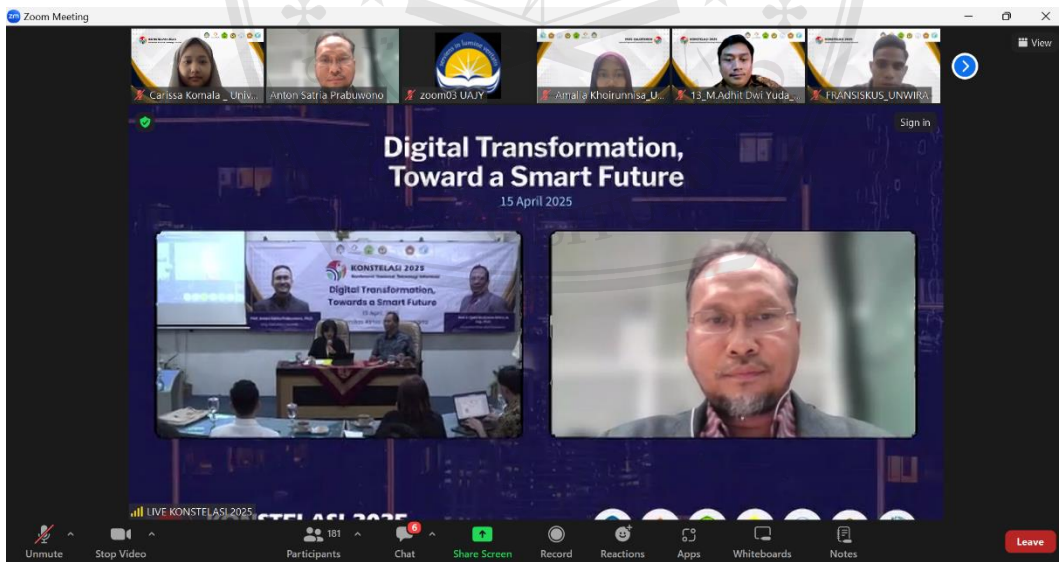 Zoom Meeting
View
Carissa Komala _ Univ...
Anton Satria Prabuwono
zoom03 UAJY
Amalia Khoirunnisa_U...
13_M.Adhit Dwi Yuda_...
FRANSISKUS_UNWIRA
Sign in
Digital Transformation,
Toward a Smart Future
15 April 2025
KONSTELASI 2025
Digital Transformation,
Towards a Smart Future
LIVE KONSTELASI 2025
KONSTELASI 2025
Unmute
Stop Video
181
Participants
6
Chat
Share Screen
Record
Reactions
Apps
Whiteboards
Notes
Leave